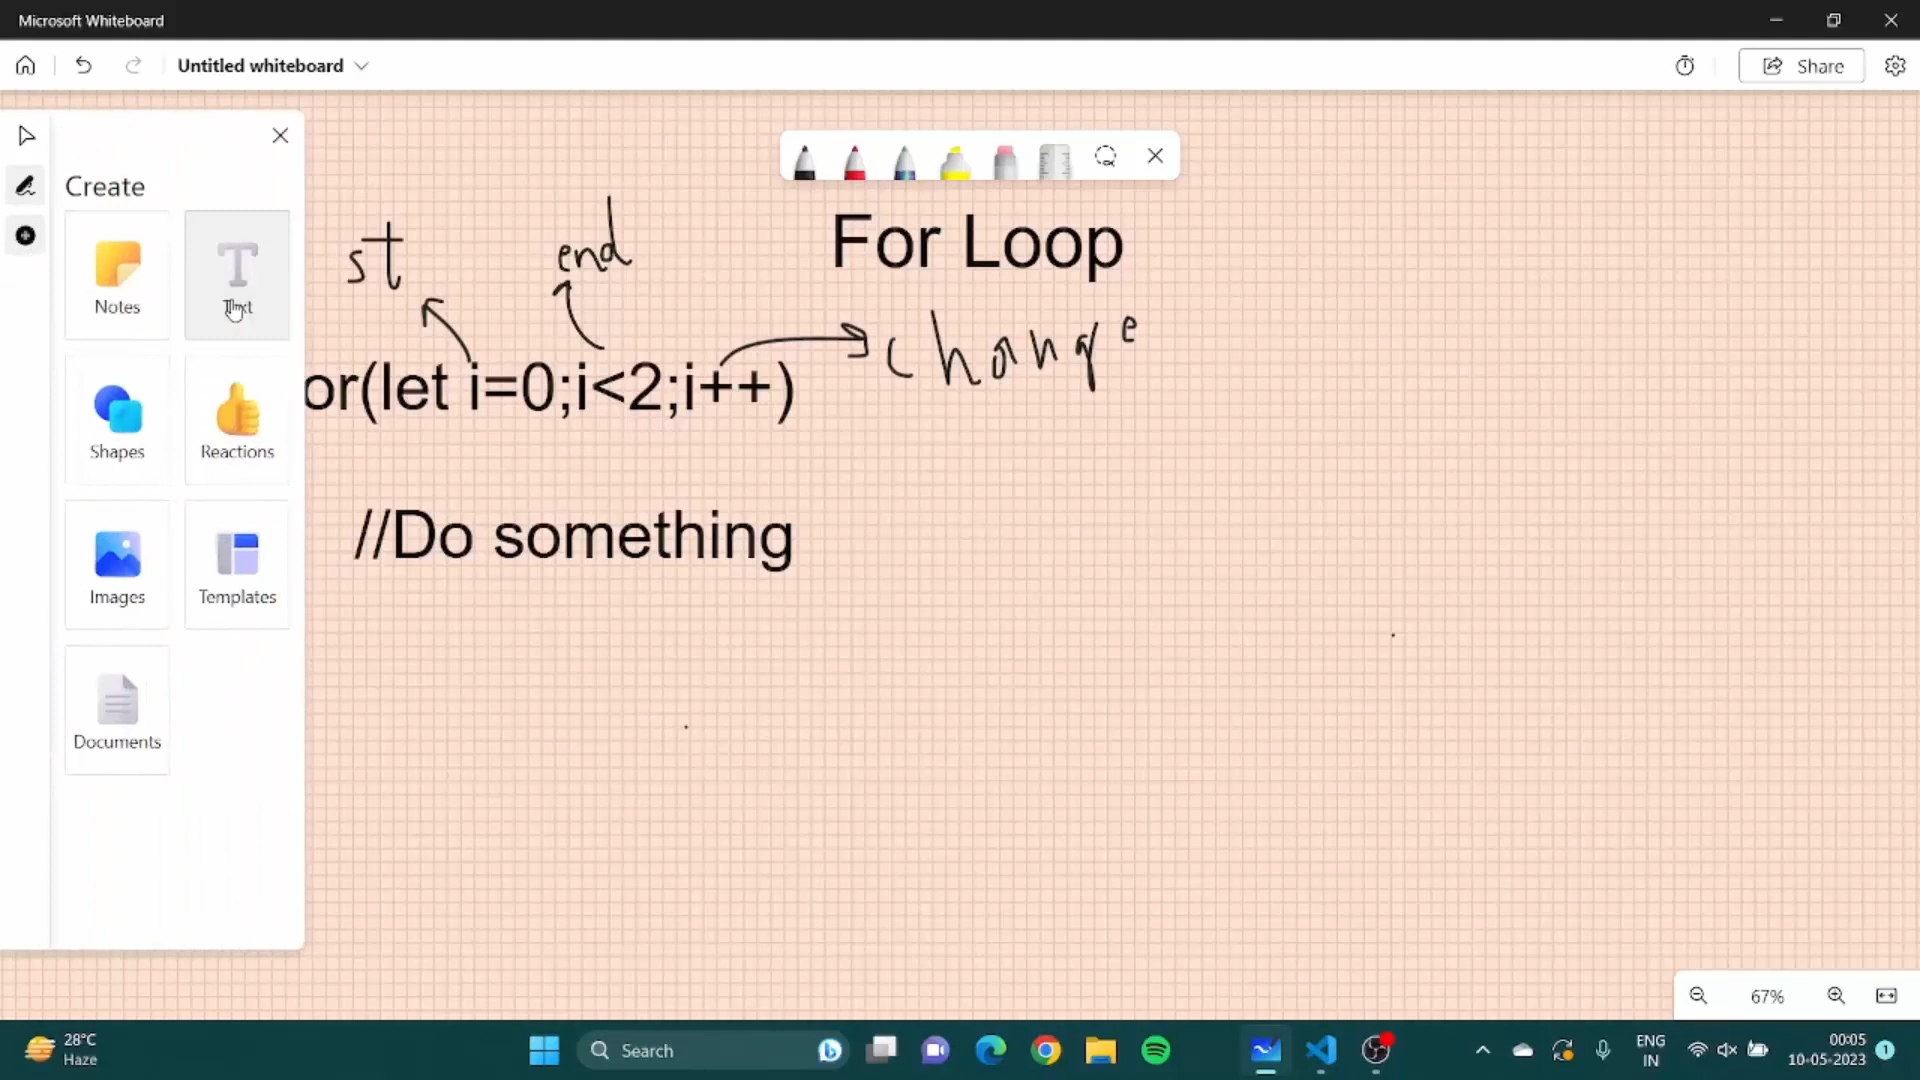 Microsoft Whiteboard
Untitled whiteboard
Share
Create
Notes
Text
Shapes
Reactions
Images
Templates
Documents
For Loop
st
end
change
or(let i=0;i<2;i++)
//Do something
67%
28°C
Haze
Search
ENG
IN
00:05
10-05-2023
1